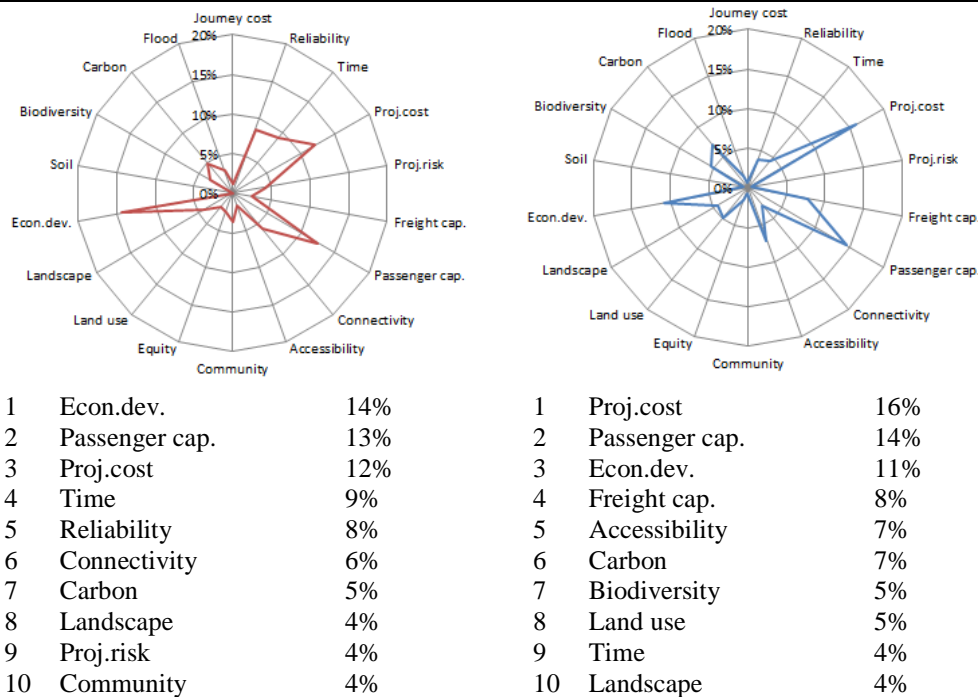 Journey cost
Flood 20% Reliability
Carbon 15% Time
Biodiversity 10% Proj.cost
Soil 5% Proj.risk
0%
Econ.dev. Freight cap.
Landscape Passenger cap.
Land use Connectivity
Equity Accessibility
Community
Journey cost
Flood 20% Reliability
Carbon 15% Time
Biodiversity 10% Proj.cost
Soil 5% Proj.risk
0%
Econ.dev. Freight cap.
Landscape Passenger cap.
Land use Connectivity
Equity Accessibility
Community
1 Econ.dev. 14%
2 Passenger cap. 13%
3 Proj.cost 12%
4 Time 9%
5 Reliability 8%
6 Connectivity 6%
7 Carbon 5%
8 Landscape 4%
9 Proj.risk 4%
10 Community 4%
1 Proj.cost 16%
2 Passenger cap. 14%
3 Econ.dev. 11%
4 Freight cap. 8%
5 Accessibility 7%
6 Carbon 7%
7 Biodiversity 5%
8 Land use 5%
9 Time 4%
10 Landscape 4%